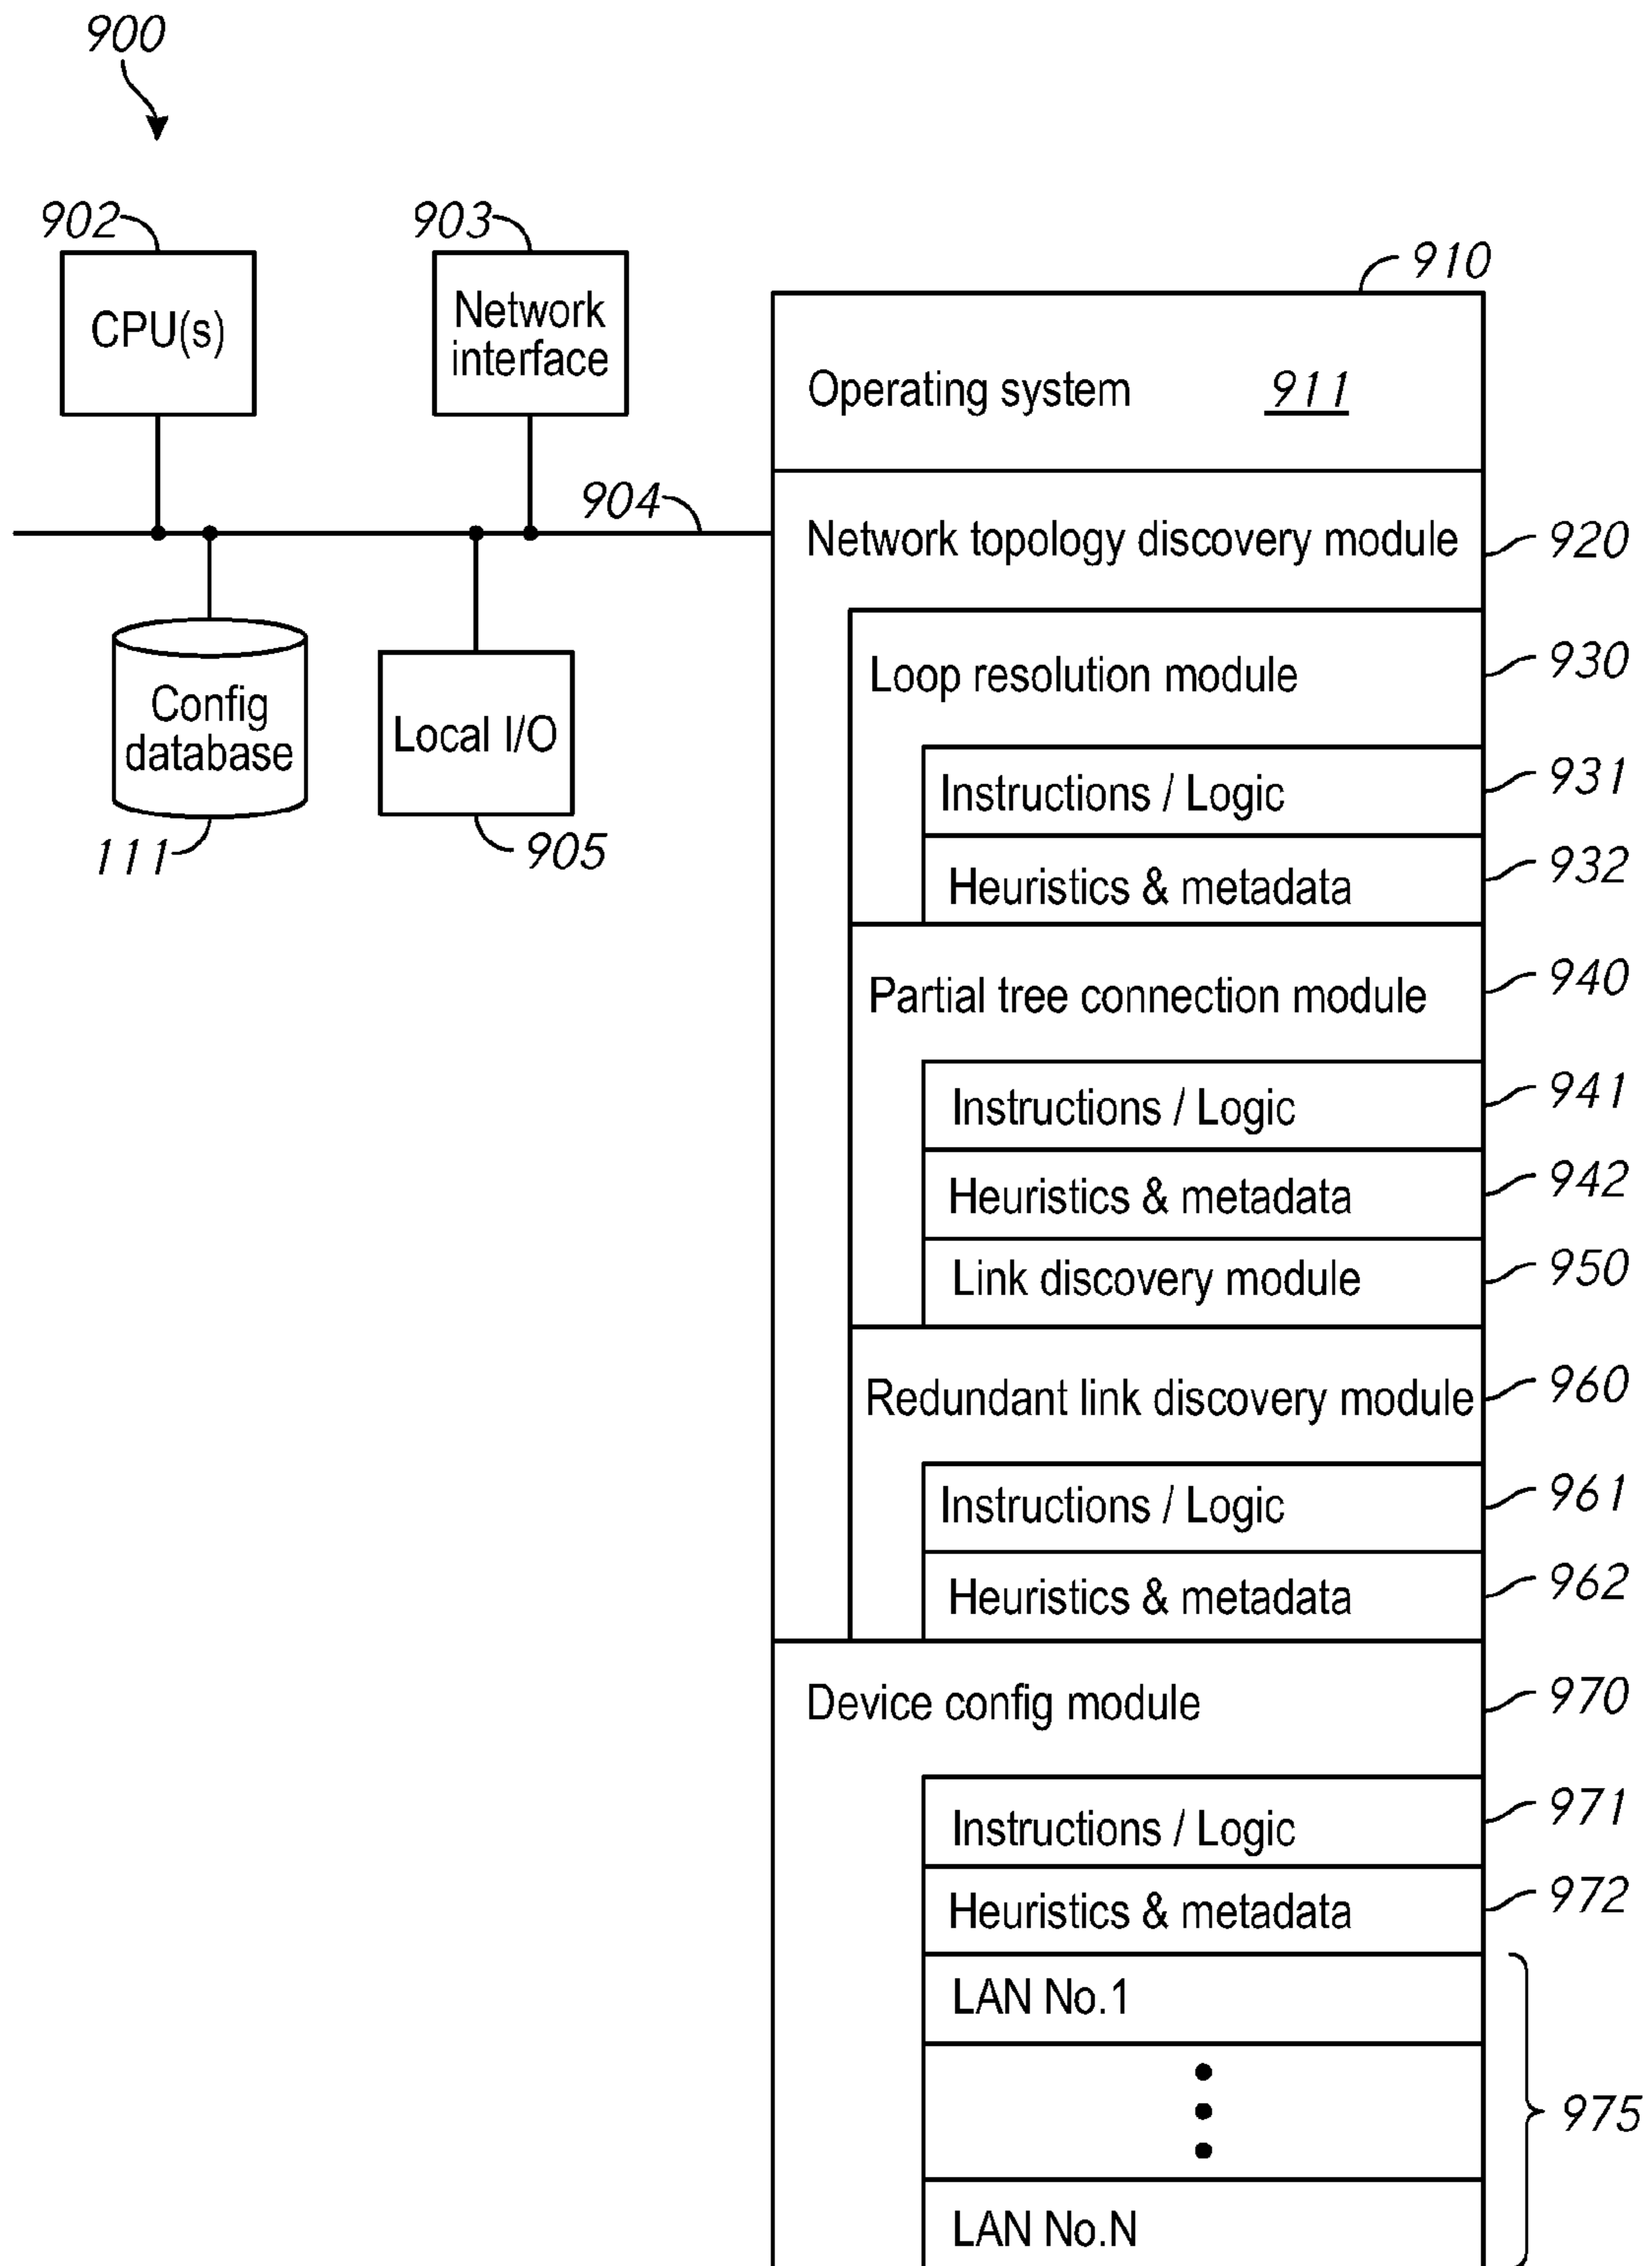 900
902
903
CPU(s)
Network
interface
904
Config
database
Local I/O
111
905
910
Operating system 911
Network topology discovery module 920
Loop resolution module 930
Instructions / Logic 931
Heuristics & metadata 932
Partial tree connection module 940
Instructions / Logic 941
Heuristics & metadata 942
Link discovery module 950
Redundant link discovery module 960
Instructions / Logic 961
Heuristics & metadata 962
Device config module 970
Instructions / Logic 971
Heuristics & metadata 972
LAN No.1
975
LAN No.N